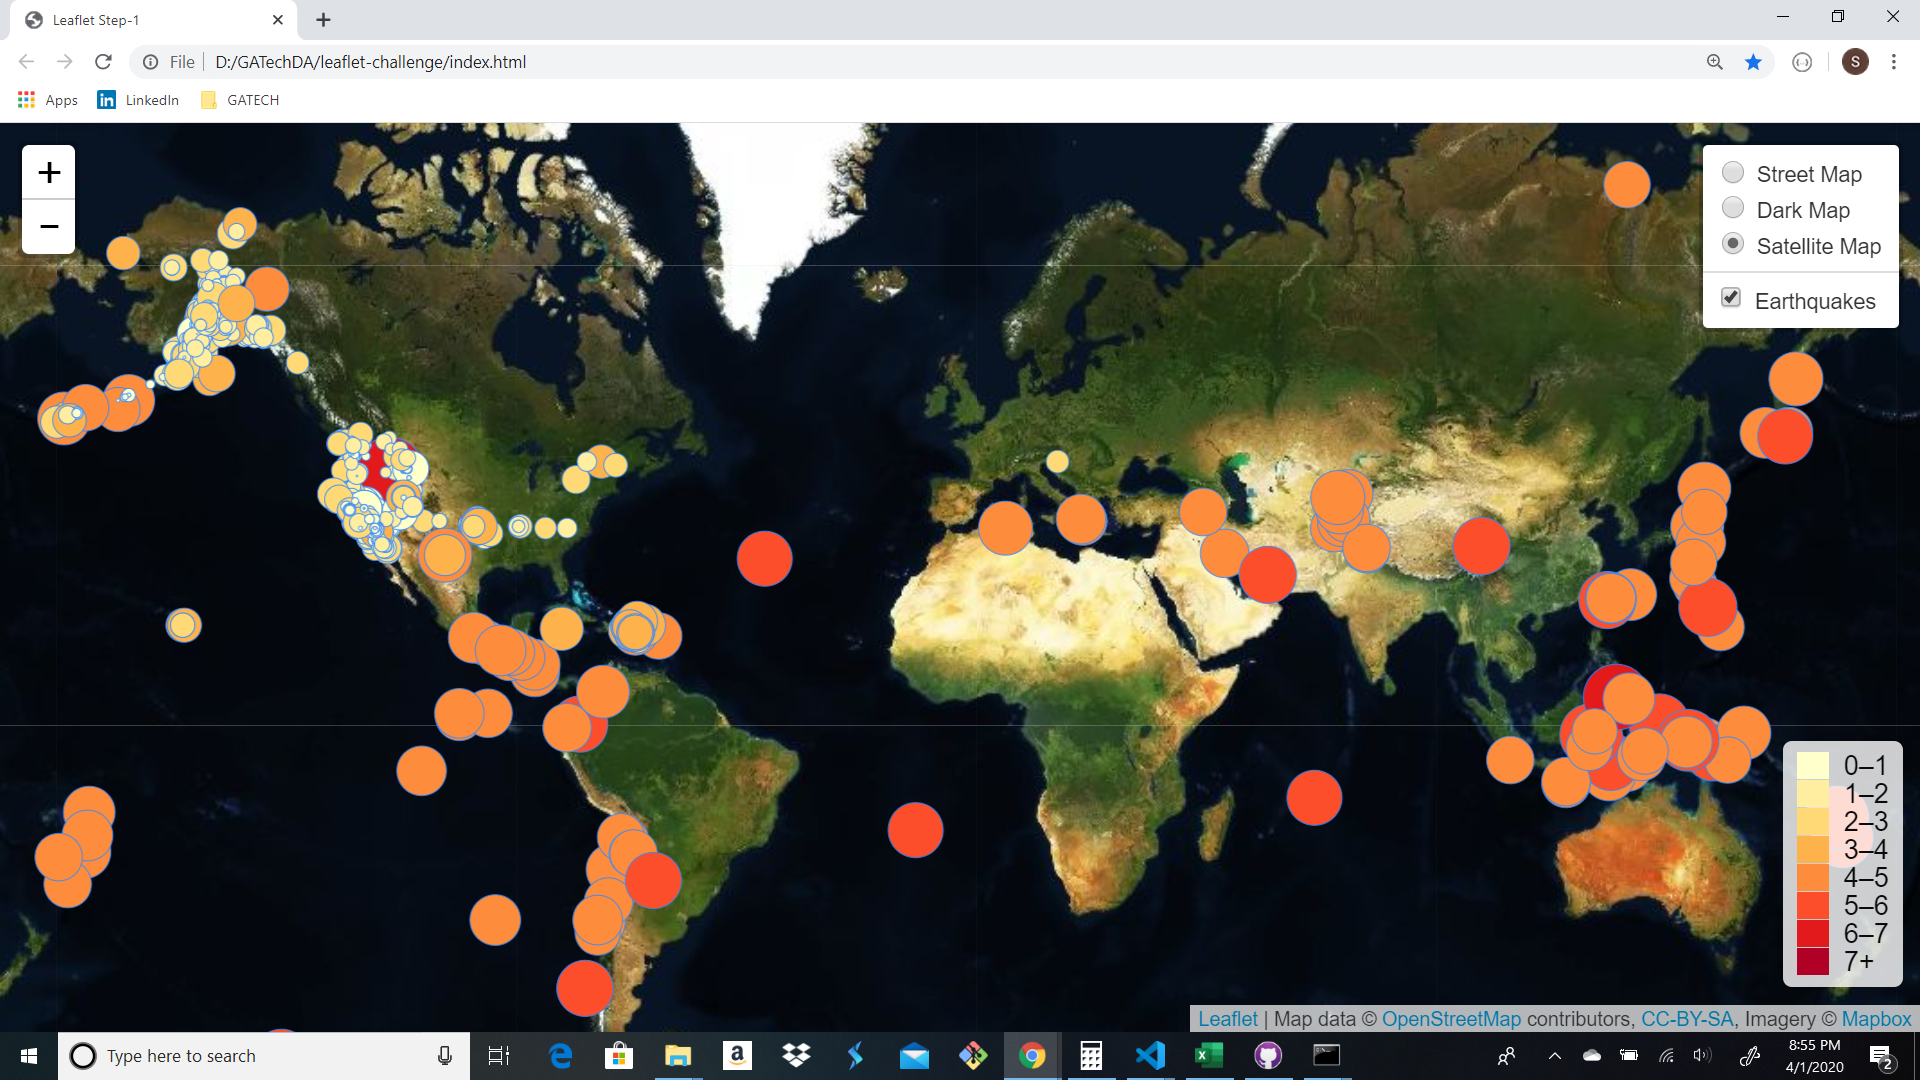 Leaflet Step-1
File D:/GATechDA/leaflet-challenge/index.html
S
Apps LinkedIn GATECH
+
−
Street Map
Dark Map
Satellite Map
Earthquakes
0–1
1–2
2–3
3–4
4–5
5–6
6–7
7+
Leaflet | Map data © OpenStreetMap contributors, CC-BY-SA, Imagery © Mapbox
Type here to search
8:55 PM
4/1/2020
2